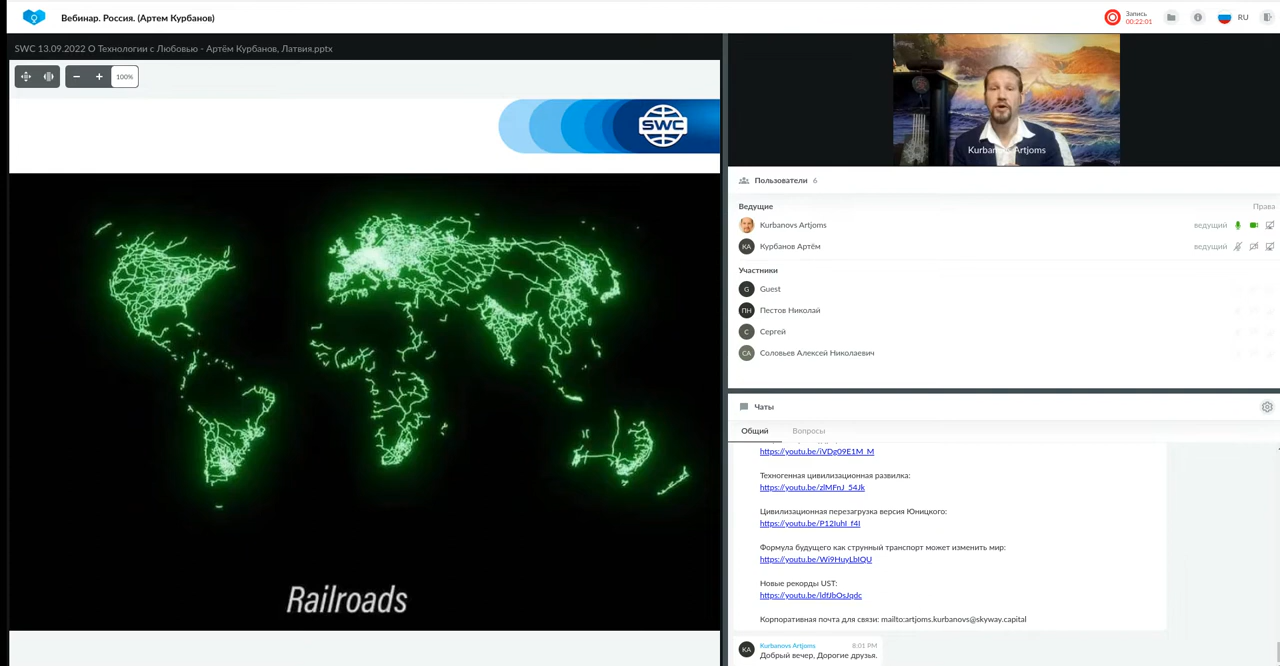 Вебинар. Россия. (Артем Курбанов)
Запись
00:22:01
RU
SWC 13.09.2022 О Технологии с Любовью - Артём Курбанов, Латвия.pptx
100%
SWC
Railroads
Kurbanovs Artjoms
Пользователи 6
Ведущие Права
Kurbanovs Artjoms ведущий
КА Курбанов Артём ведущий
Участники
G Guest
ПН Пестов Николай
С Сергей
СА Соловьев Алексей Николаевич
Чаты
Общий Вопросы
https://youtu.be/iVDg09E1M_M
Техногенная цивилизационная развилка:
https://youtu.be/zlMFnJ_54Jk
Цивилизационная перезагрузка версия Юницкого:
https://youtu.be/P12IuhI_f4I
Формула будущего как струнный транспорт может изменить мир:
https://youtu.be/Wi9HuyLbIQU
Новые рекорды UST:
https://youtu.be/ldfJbOsJqdc
Корпоративная почта для связи: mailto:artjoms.kurbanovs@skyway.capital
КА Kurbanovs Artjoms 8:01 PM
Добрый вечер, Дорогие друзья.